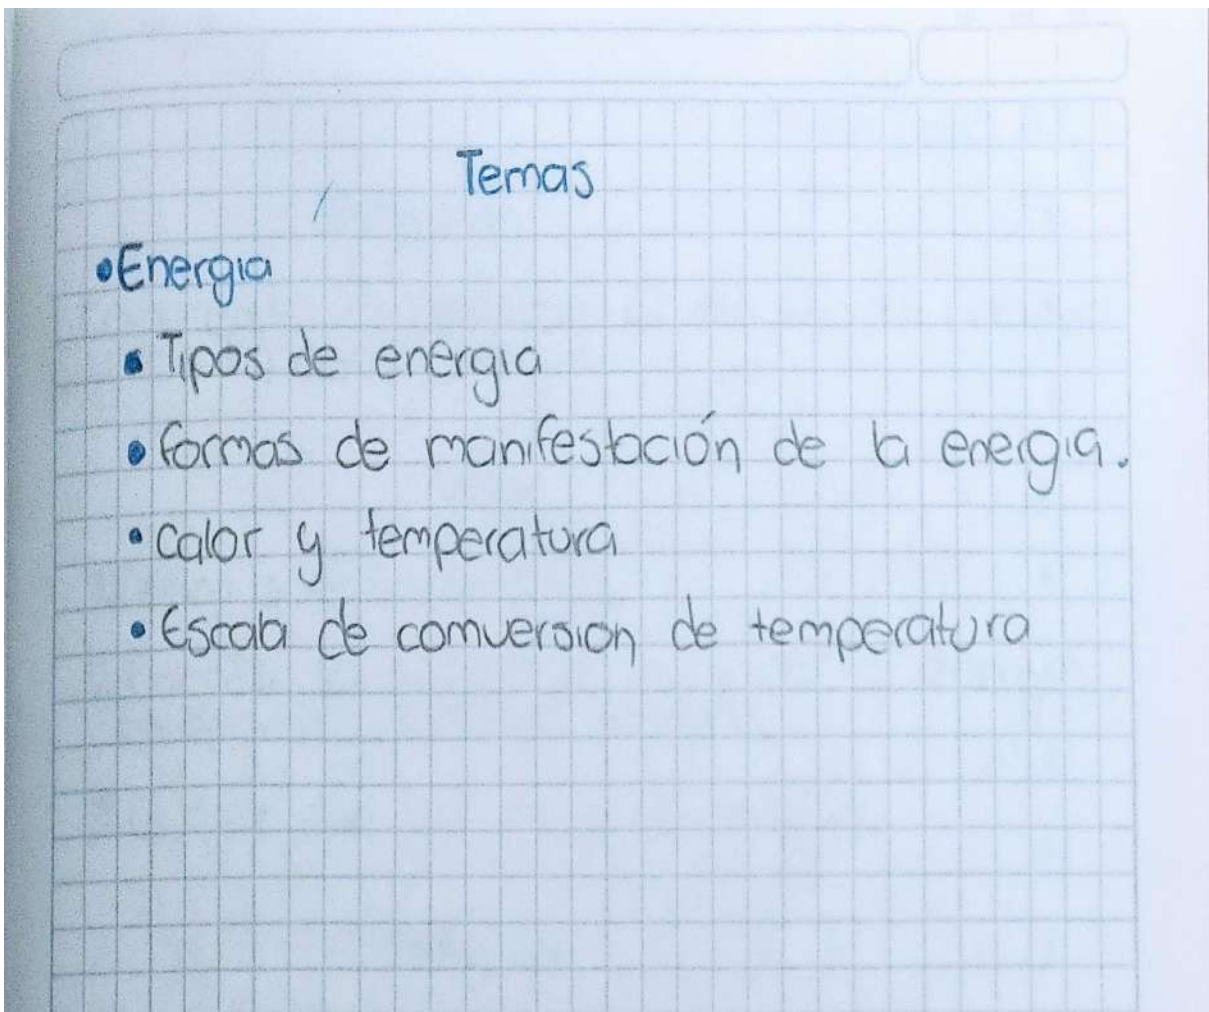 Temas
•Energia
• Tipos de energia
• formas de manifestación de la energia.
• calor y temperatura
• Escala de comversion de temperatura